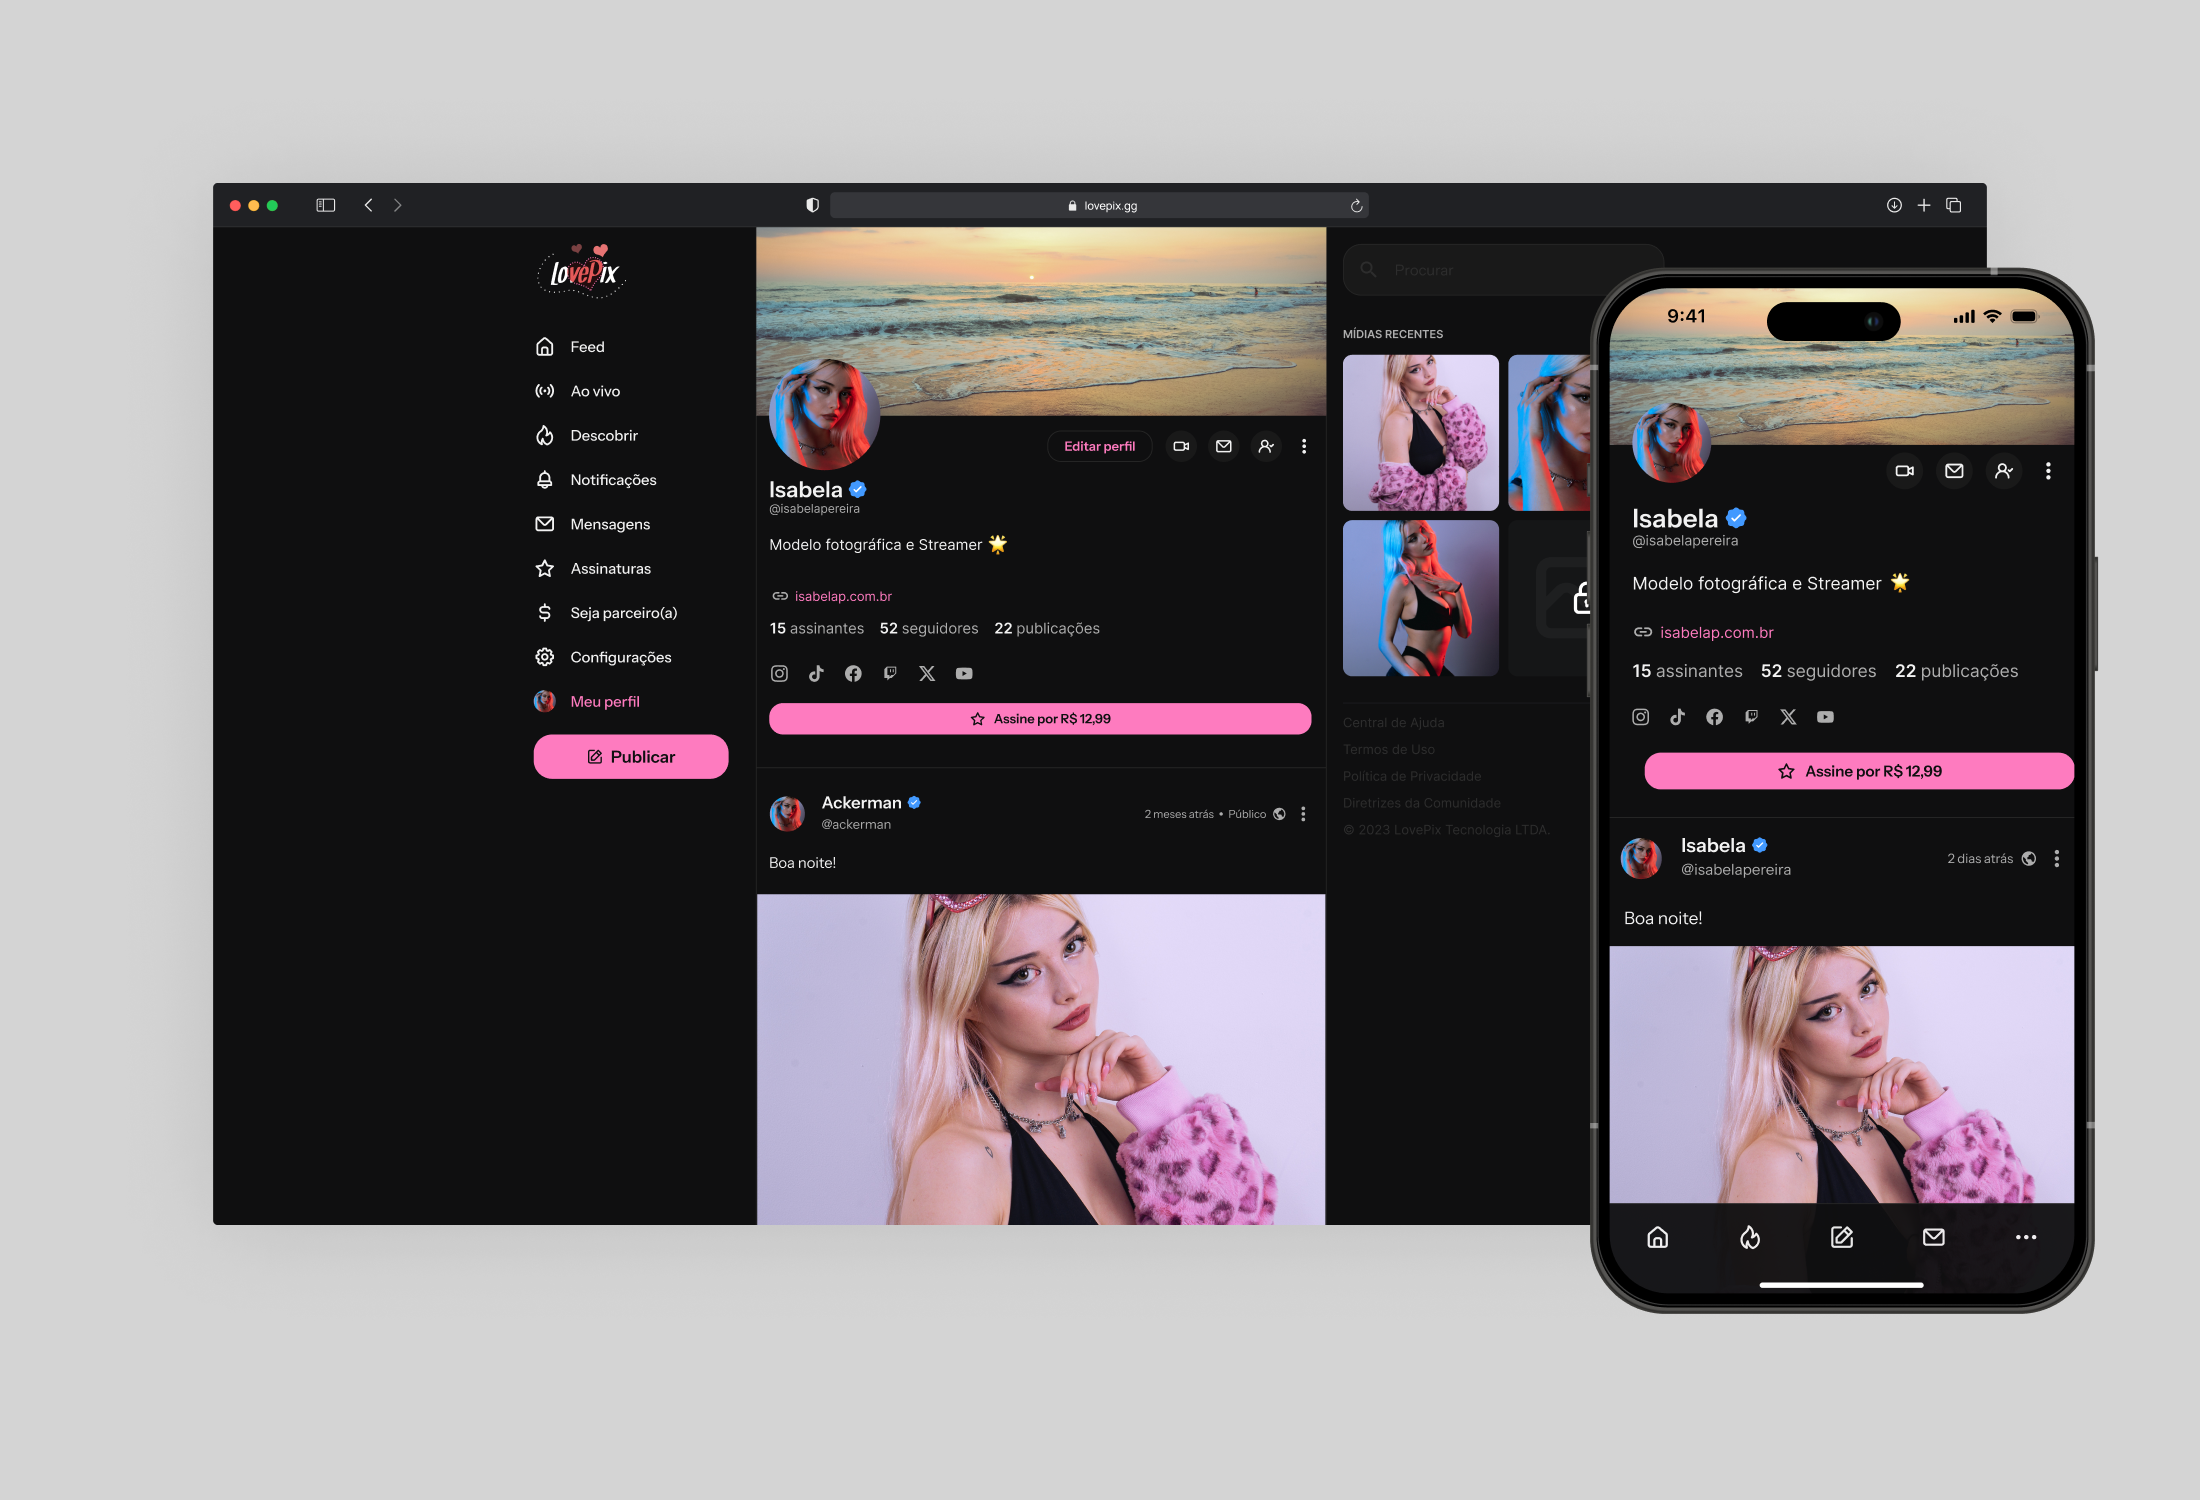 lovepix.gg
LovePix
Feed
Ao vivo
Descobrir
Notificações
Mensagens
Assinaturas
Seja parceiro(a)
Configurações
Meu perfil
Publicar
Editar perfil
Isabela
@isabelapereira
Modelo fotográfica e Streamer
isabelap.com.br
15 assinantes 52 seguidores 22 publicações
Assine por R$ 12,99
Ackerman
@ackerman
2 meses atrás • Público
Boa noite!
Procurar
MÍDIAS RECENTES
Central de Ajuda
Termos de Uso
Política de Privacidade
Diretrizes da Comunidade
© 2023 LovePix Tecnologia LTDA.
9:41
Isabela
@isabelapereira
Modelo fotográfica e Streamer
isabelap.com.br
15 assinantes 52 seguidores 22 publicações
Assine por R$ 12,99
Isabela
@isabelapereira
2 dias atrás
Boa noite!